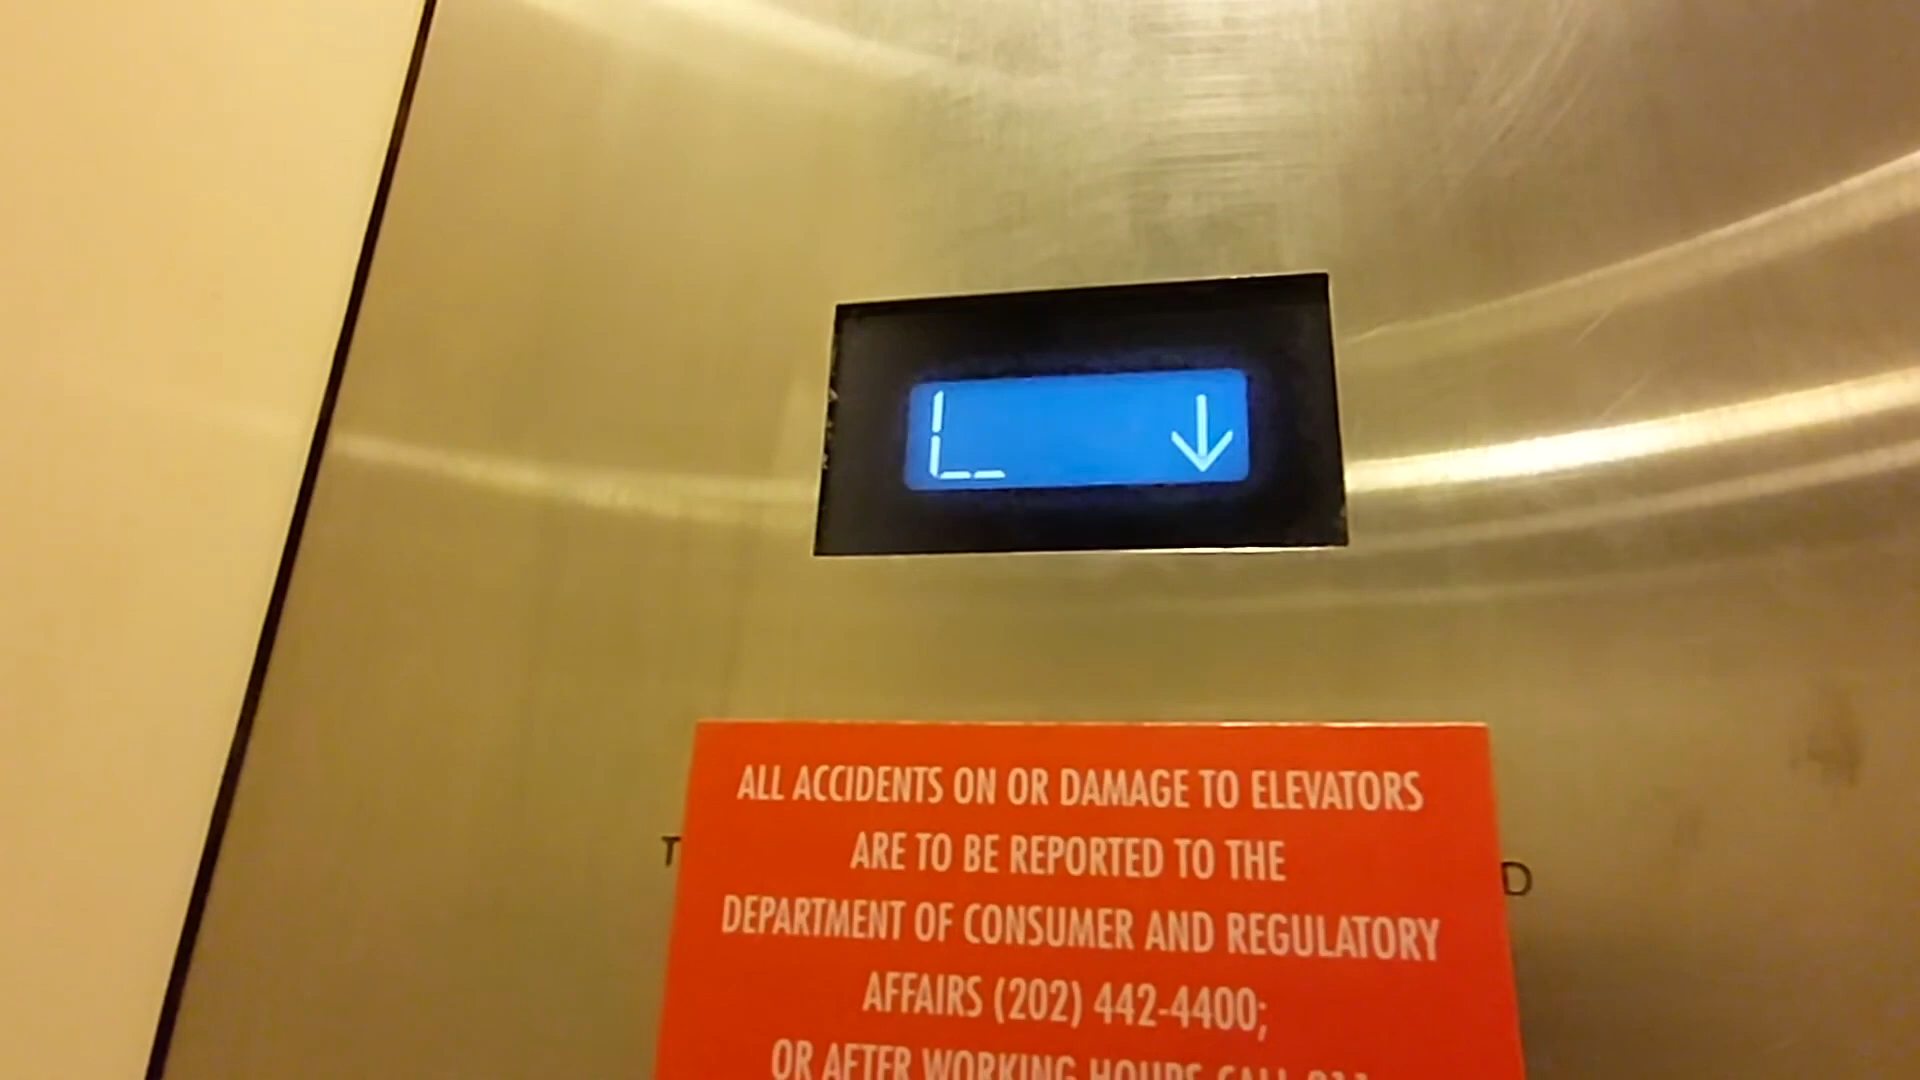 L ↓
ALL ACCIDENTS ON OR DAMAGE TO ELEVATORS
ARE TO BE REPORTED TO THE
DEPARTMENT OF CONSUMER AND REGULATORY
AFFAIRS (202) 442-4400;
OR AFTER WORKING HOURS CALL